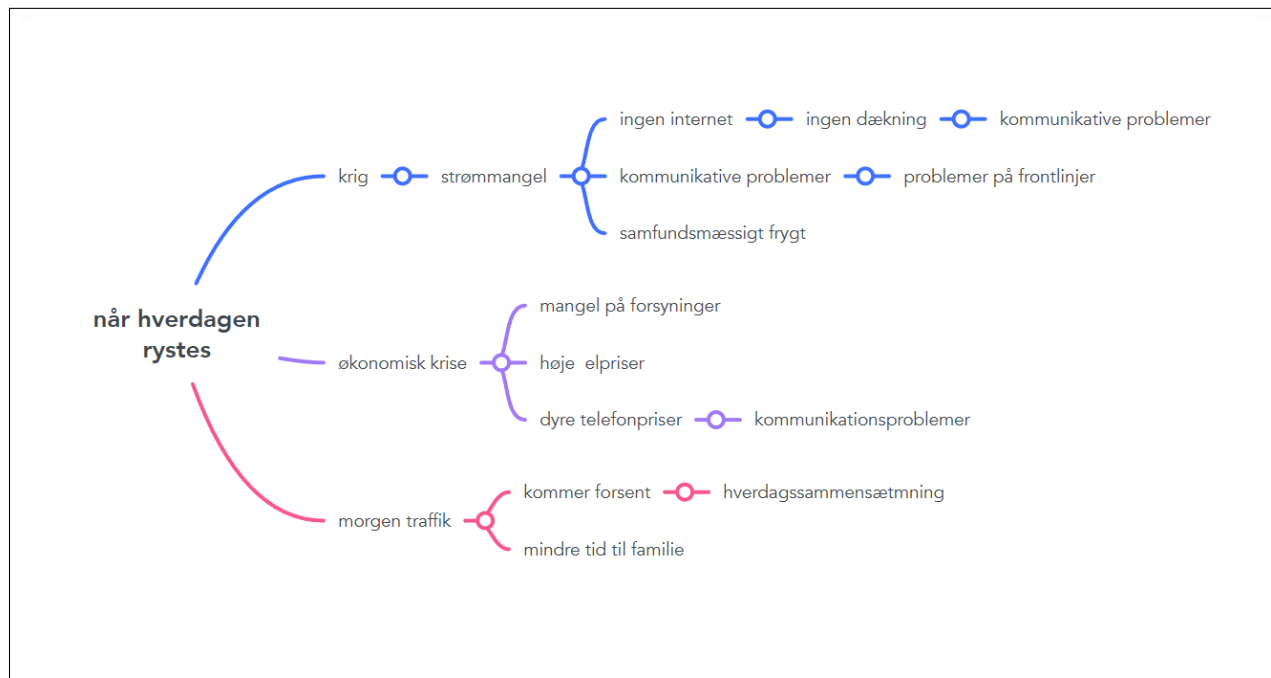 ingen internet
ingen dækning
kommunikative problemer
krig
strømmangel
kommunikative problemer
problemer på frontlinjer
samfundsmæssigt frygt
når hverdagen
rystes
mangel på forsyninger
økonomisk krise
høje elpriser
dyre telefonpriser
kommunikationsproblemer
kommer forsent
hverdagssammensætmning
morgen traffik
mindre tid til familie